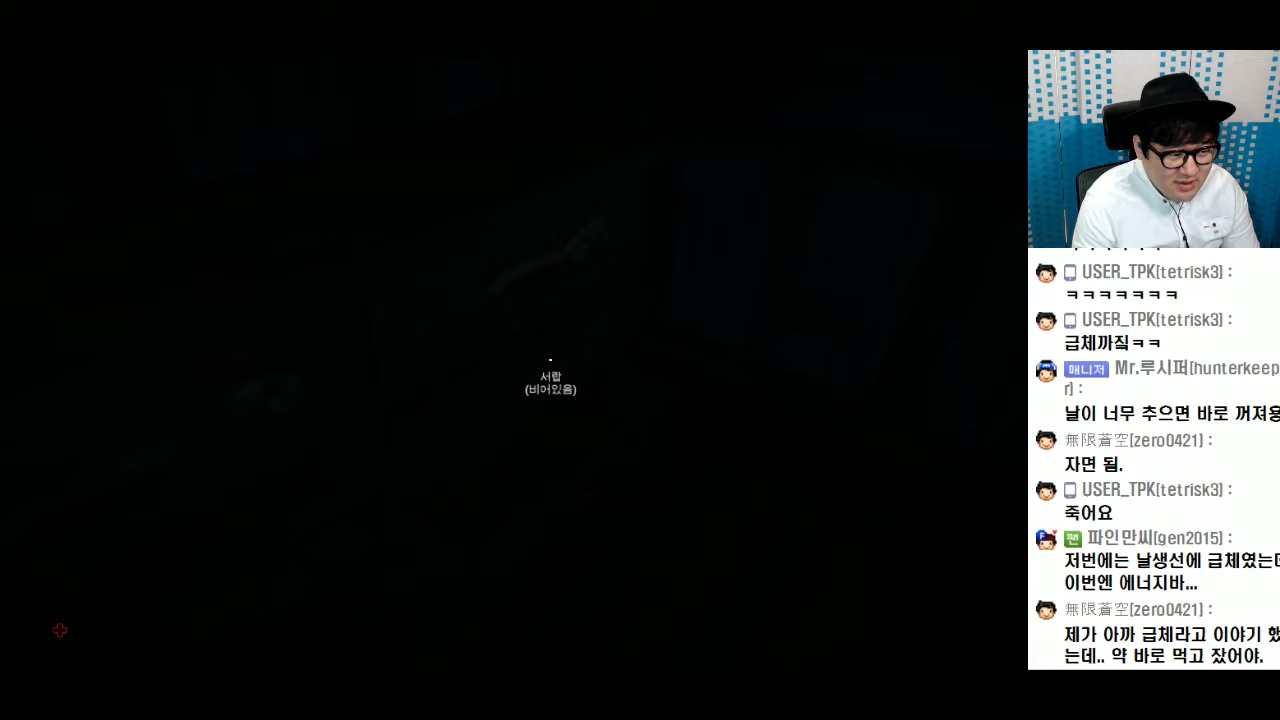 서랍
(비어있음)
USER_TPK[tetrisk3] :
ㅋㅋㅋㅋㅋㅋㅋ
USER_TPK[tetrisk3] :
급체까짘ㅋㅋ
매니저 Mr.루시퍼[hunterkeepe
r] :
날이 너무 추으면 바로 꺼져용
無限蒼空[zero0421] :
자면 됨.
USER_TPK[tetrisk3] :
죽어요
팬 파인만씨[gen2015] :
저번에는 날생선에 급체였는데
이번엔 에너지바...
無限蒼空[zero0421] :
제가 아까 급체라고 이야기 했
는데.. 약 바로 먹고 잤어야.